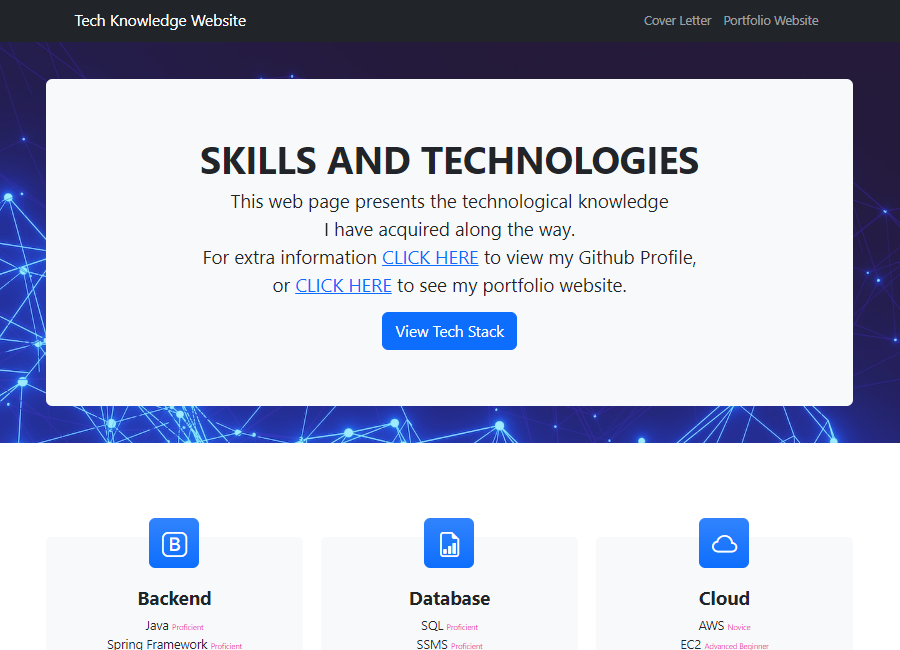 Tech Knowledge Website
Cover Letter Portfolio Website
SKILLS AND TECHNOLOGIES
This web page presents the technological knowledge
I have acquired along the way.
For extra information CLICK HERE to view my Github Profile,
or CLICK HERE to see my portfolio website.
View Tech Stack
B
Backend
Java Proficient
Spring Framework Proficient
Database
SQL Proficient
SSMS Proficient
Cloud
AWS Novice
EC2 Advanced Beginner